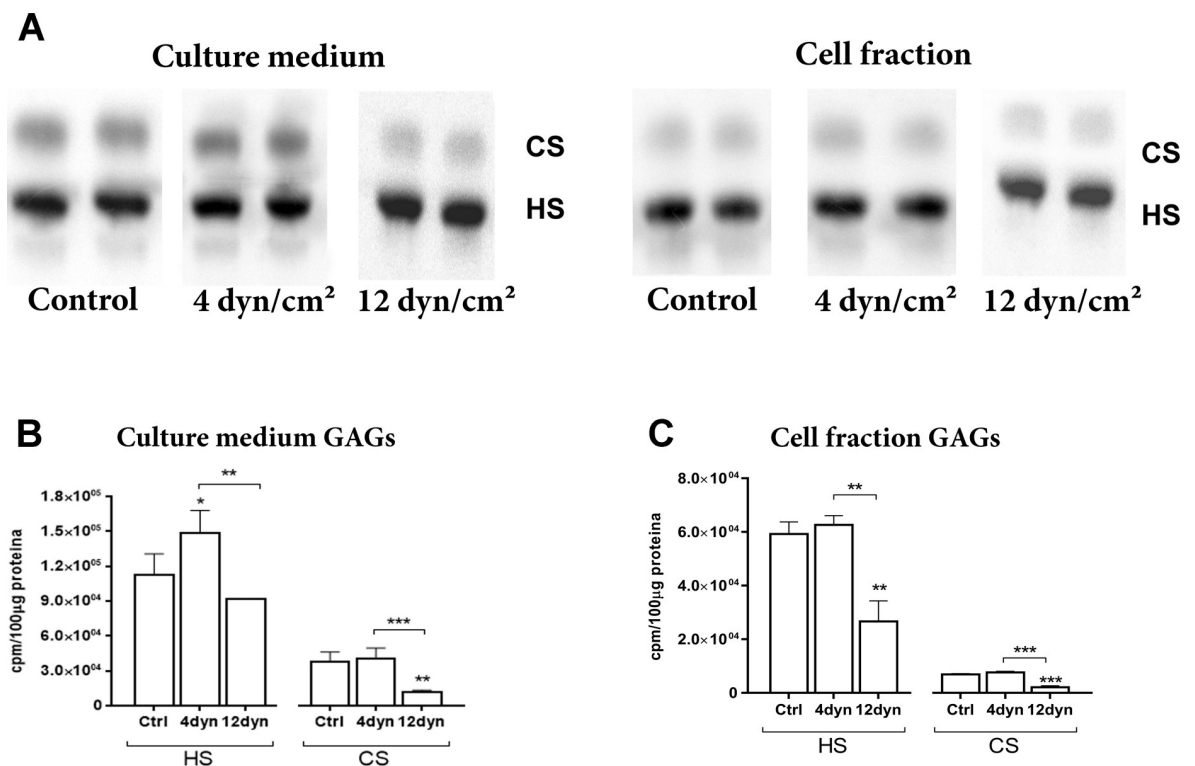 A
Culture medium
Cell fraction
CS
HS
CS
HS
Control
4 dyn/cm²
12 dyn/cm²
Control
4 dyn/cm²
12 dyn/cm²
B
Culture medium GAGs
cpm/100µg proteina
1.8×10⁰⁵
1.5×10⁰⁵
1.2×10⁰⁵
9.0×10⁰⁴
6.0×10⁰⁴
3.0×10⁰⁴
0
*
**
***
**
Ctrl 4dyn 12dyn
Ctrl 4dyn 12dyn
HS
CS
C
Cell fraction GAGs
cpm/100µg proteina
8.0×10⁰⁴
6.0×10⁰⁴
4.0×10⁰⁴
2.0×10⁰⁴
0
**
**
***
***
Ctrl 4dyn 12dyn
Ctrl 4dyn 12dyn
HS
CS